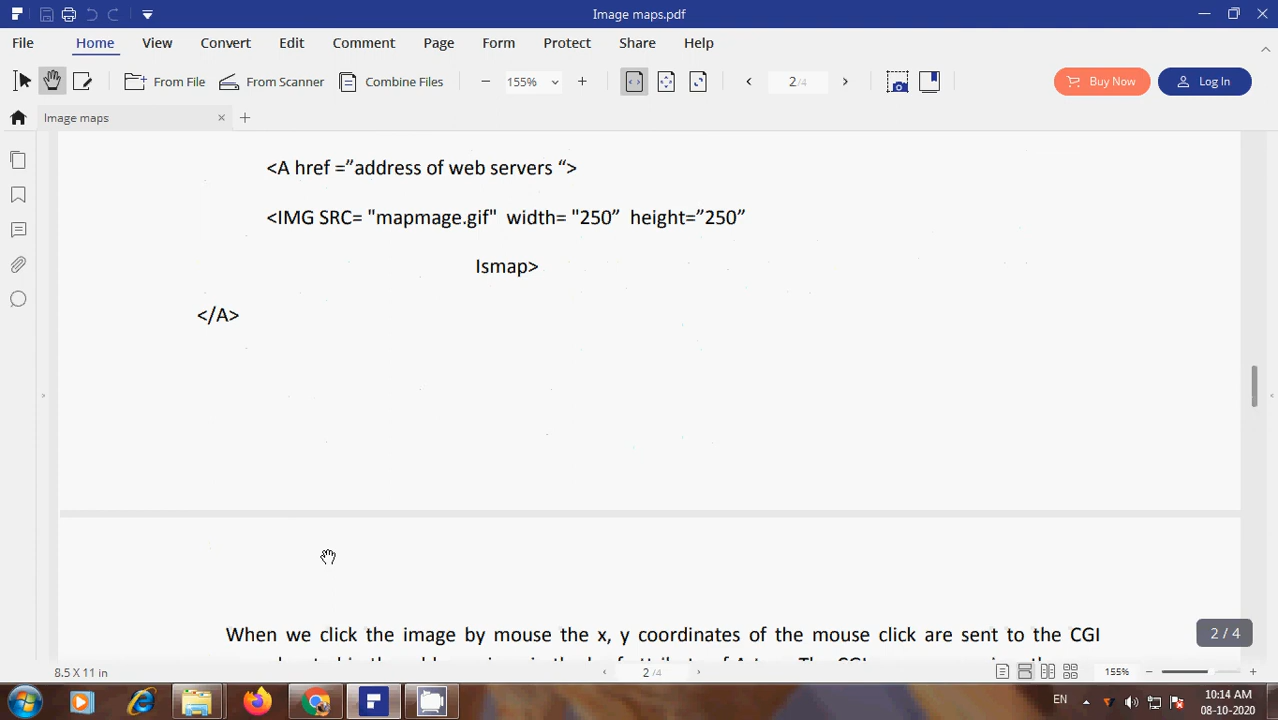 Image maps.pdf
File Home View Convert Edit Comment Page Form Protect Share Help
From File From Scanner Combine Files 155% 2/4 Buy Now Log In
Image maps
<A href =”address of web servers “>
<IMG SRC= "mapmage.gif" width= "250” height=”250”
Ismap>
</A>
When we click the image by mouse the x, y coordinates of the mouse click are sent to the CGI
2 / 4
8.5 X 11 in 2 /4 155%
EN 10:14 AM
08-10-2020